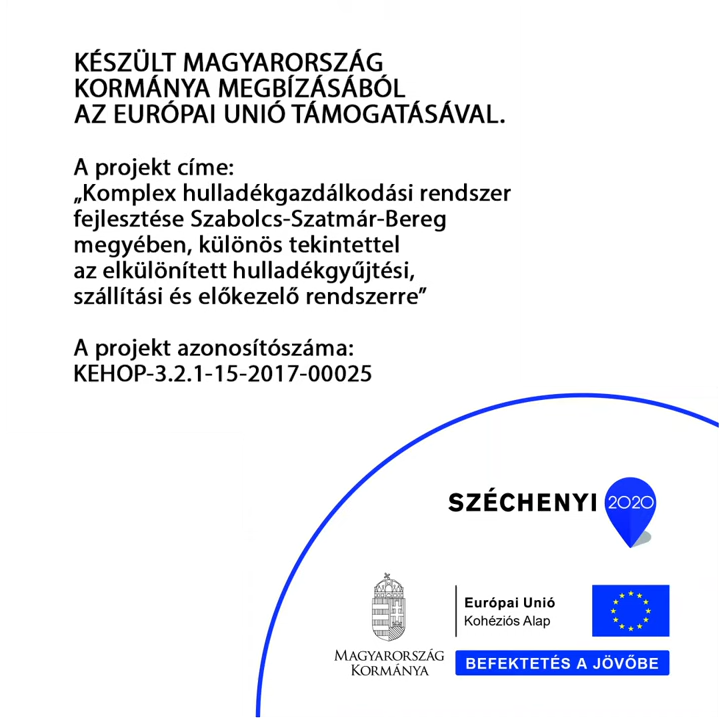 KÉSZÜLT MAGYARORSZÁG
KORMÁNYA MEGBÍZÁSÁBÓL
AZ EURÓPAI UNIÓ TÁMOGATÁSÁVAL.
A projekt címe:
„Komplex hulladékgazdálkodási rendszer
fejlesztése Szabolcs-Szatmár-Bereg
megyében, különös tekintettel
az elkülönített hulladékgyűjtési,
szállítási és előkezelő rendszerre”
A projekt azonosítószáma:
KEHOP-3.2.1-15-2017-00025
SZÉCHENYI 2020
Európai Unió
Kohéziós Alap
MAGYARORSZÁG
KORMÁNYA
BEFEKTETÉS A JÖVŐBE